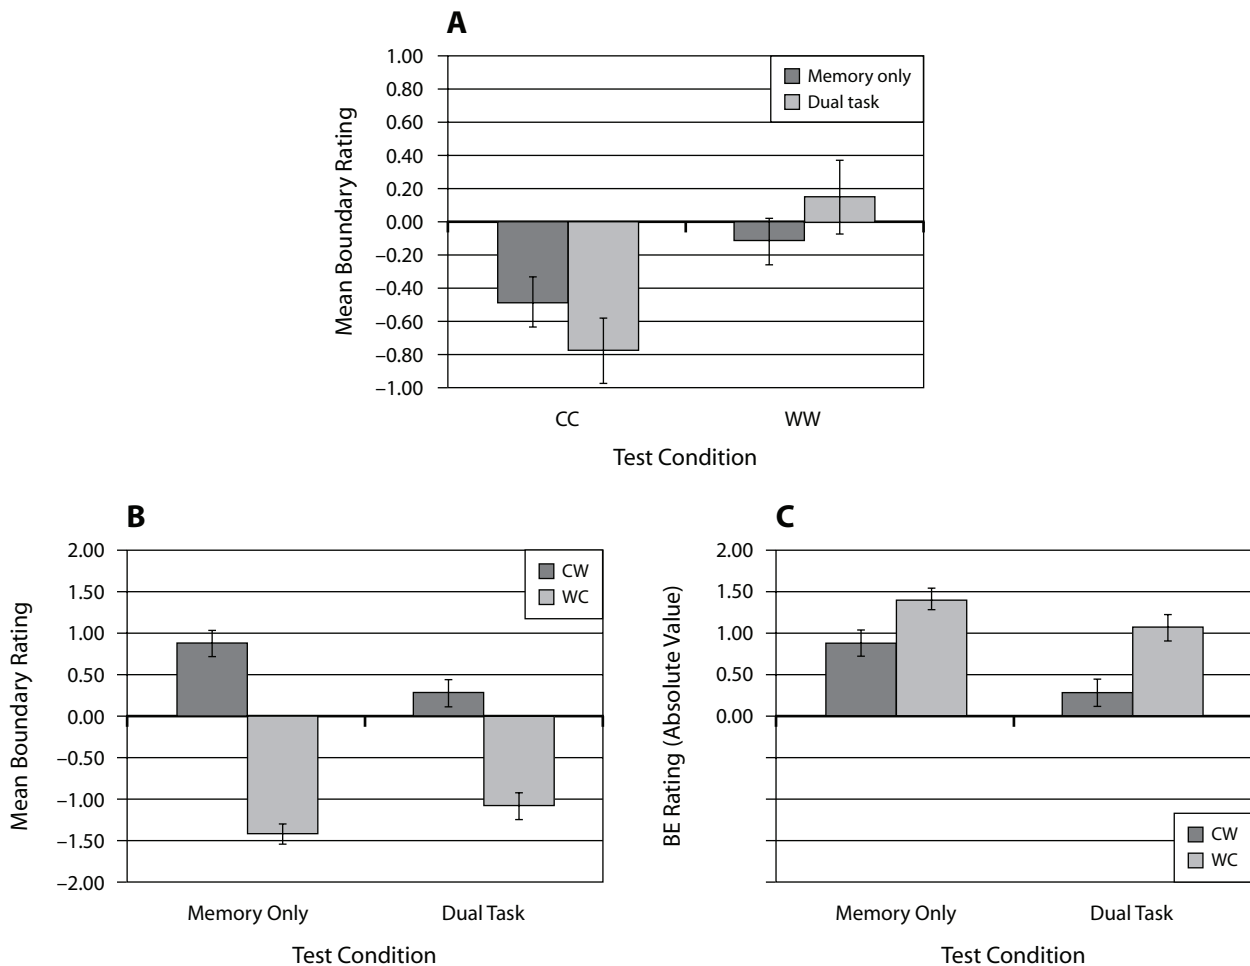 A
1.00
0.80
0.60
0.40
0.20
0.00
–0.20
–0.40
–0.60
–0.80
–1.00
Mean Boundary Rating
Memory only
Dual task
CC WW
Test Condition
B
2.00
1.50
1.00
0.50
0.00
–0.50
–1.00
–1.50
–2.00
Mean Boundary Rating
CW
WC
Memory Only Dual Task
Test Condition
C
2.00
1.50
1.00
0.50
0.00
BE Rating (Absolute Value)
CW
WC
Memory Only Dual Task
Test Condition